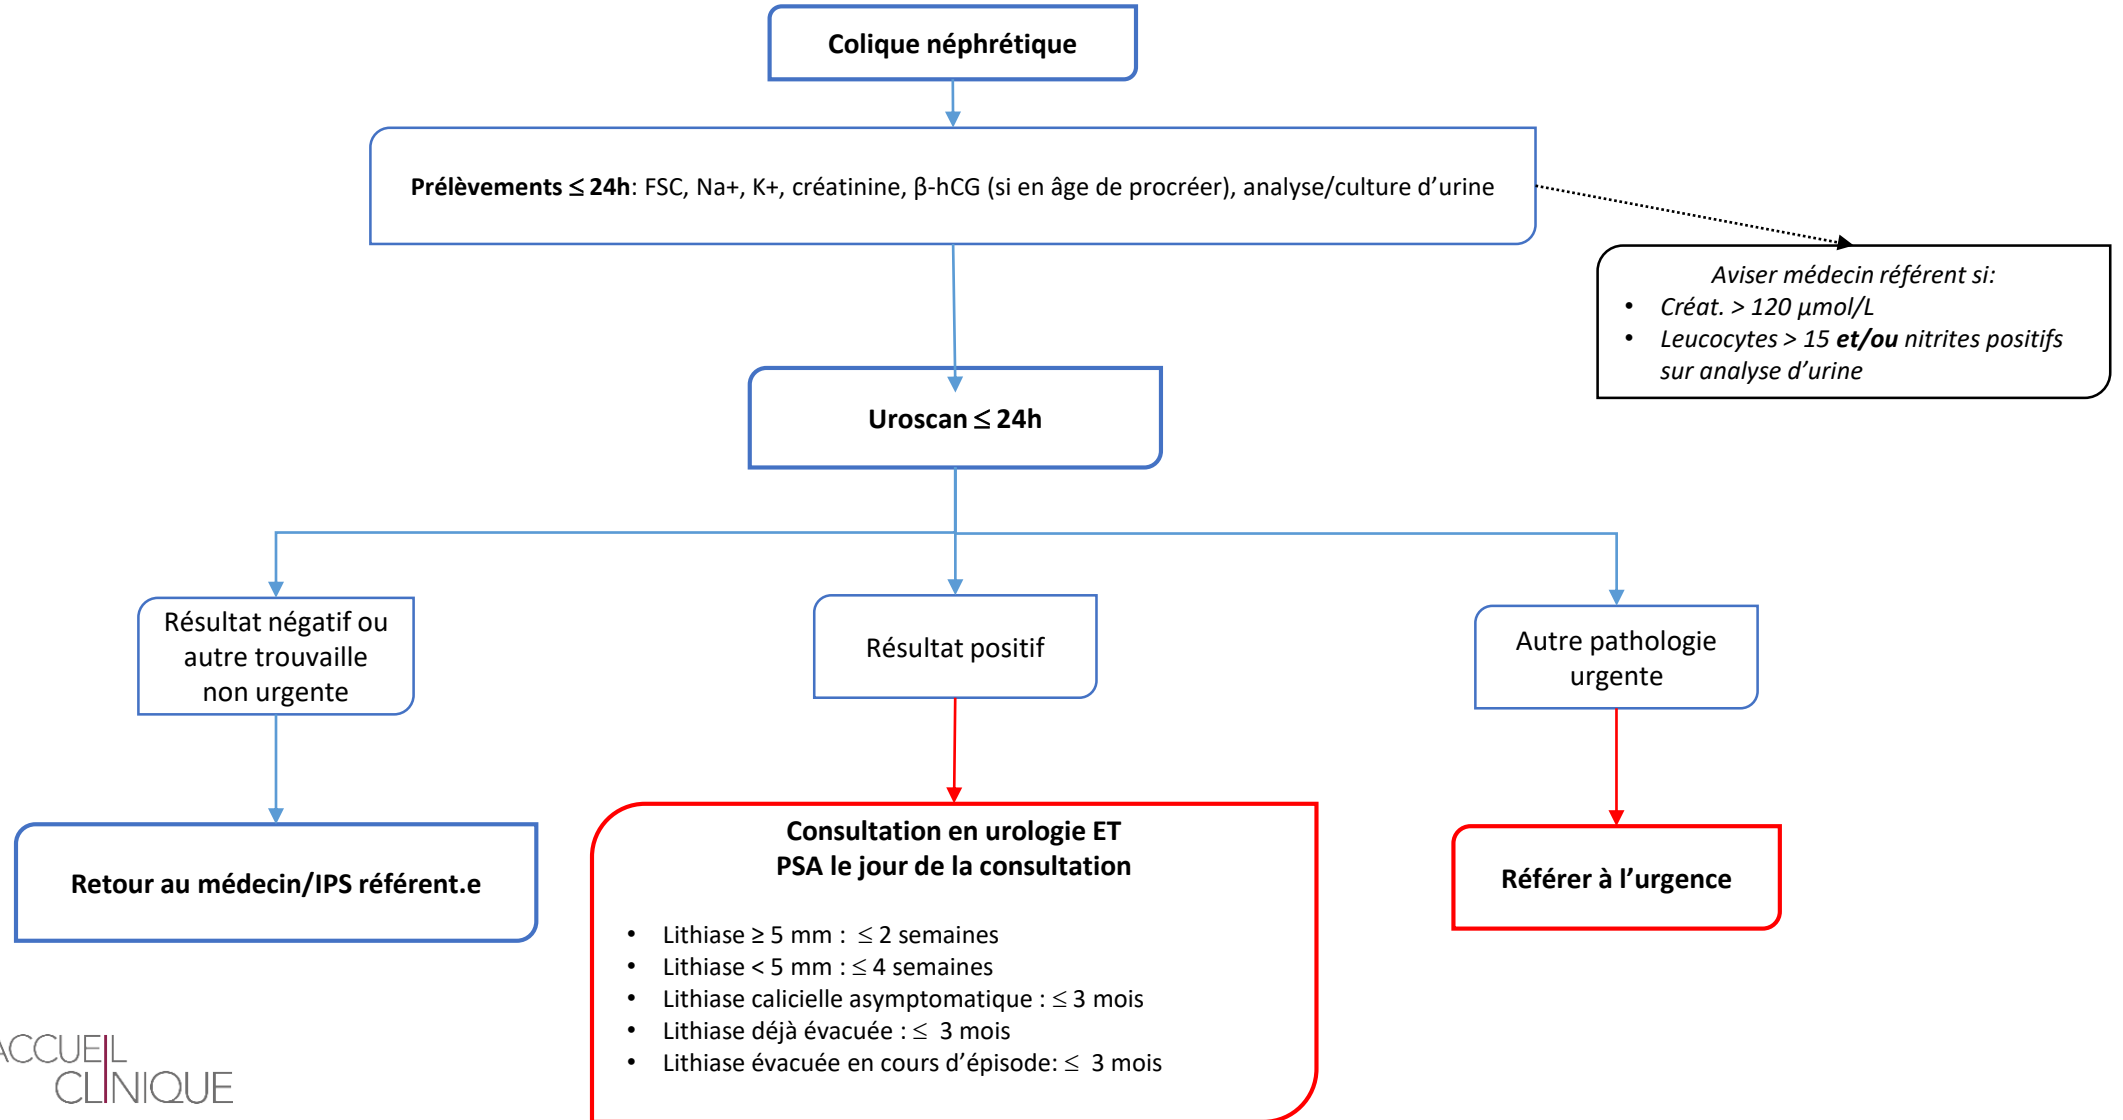 Colique néphrétique
Prélèvements ≤ 24h: FSC, Na+, K+, créatinine, β-hCG (si en âge de procréer), analyse/culture d’urine
Aviser médecin référent si:
• Créat. > 120 µmol/L
• Leucocytes > 15 et/ou nitrites positifs
sur analyse d’urine
Uroscan ≤ 24h
Résultat négatif ou
autre trouvaille
non urgente
Résultat positif
Autre pathologie
urgente
Retour au médecin/IPS référent.e
Consultation en urologie ET
PSA le jour de la consultation
• Lithiase ≥ 5 mm : ≤ 2 semaines
• Lithiase < 5 mm : ≤ 4 semaines
• Lithiase calicielle asymptomatique : ≤ 3 mois
• Lithiase déjà évacuée : ≤ 3 mois
• Lithiase évacuée en cours d’épisode: ≤ 3 mois
Référer à l’urgence
ACCUEIL
CLINIQUE